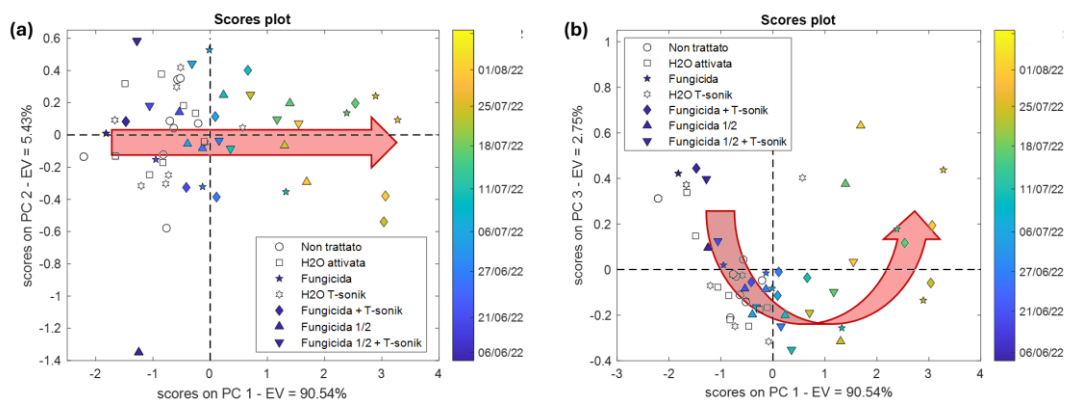 (a)
Scores plot
0.6
0.4
0.2
0
-0.2
-0.4
-0.6
-0.8
-1
-1.2
-1.4
scores on PC 2 - EV = 5.43%
-2
-1
0
1
2
3
4
scores on PC 1 - EV = 90.54%
Non trattato
H2O attivata
Fungicida
H2O T-sonik
Fungicida + T-sonik
Fungicida 1/2
Fungicida 1/2 + T-sonik
01/08/22
25/07/22
18/07/22
11/07/22
06/07/22
27/06/22
21/06/22
06/06/22
(b)
Scores plot
1
0.8
0.6
0.4
0.2
0
-0.2
-0.4
scores on PC 3 - EV = 2.75%
-3
-2
-1
0
1
2
3
4
scores on PC 1 - EV = 90.54%
Non trattato
H2O attivata
Fungicida
H2O T-sonik
Fungicida + T-sonik
Fungicida 1/2
Fungicida 1/2 + T-sonik
01/08/22
25/07/22
18/07/22
11/07/22
06/07/22
27/06/22
21/06/22
06/06/22